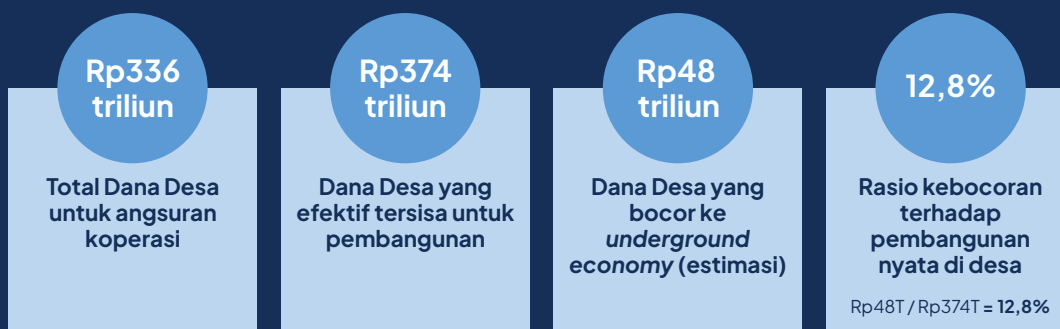 Rp336
triliun
Total Dana Desa
untuk angsuran
koperasi
Rp374
triliun
Dana Desa yang
efektif tersisa untuk
pembangunan
Rp48
triliun
Dana Desa yang
bocor ke
underground
economy (estimasi)
12,8%
Rasio kebocoran
terhadap
pembangunan
nyata di desa
Rp48T / Rp374T = 12,8%